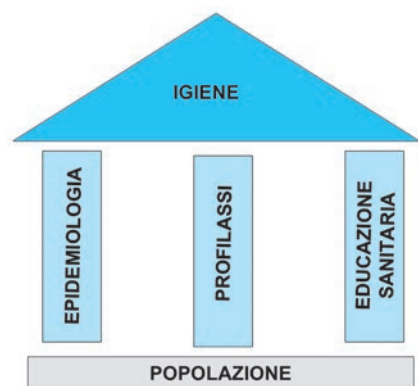 IGIENE
EPIDEMIOLOGIA
PROFILASSI
EDUCAZIONE
SANITARIA
POPOLAZIONE